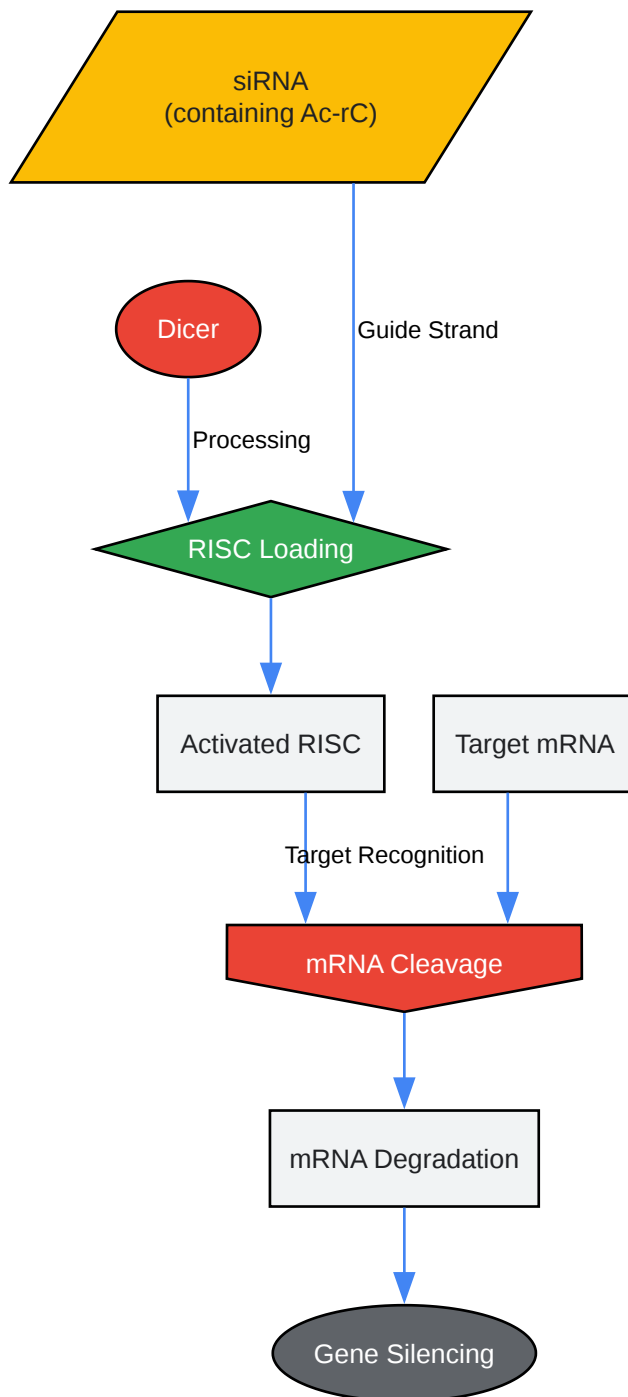 siRNA
(containing Ac-rC)
Dicer
Guide Strand
Processing
RISC Loading
Activated RISC
Target mRNA
Target Recognition
mRNA Cleavage
mRNA Degradation
Gene Silencing